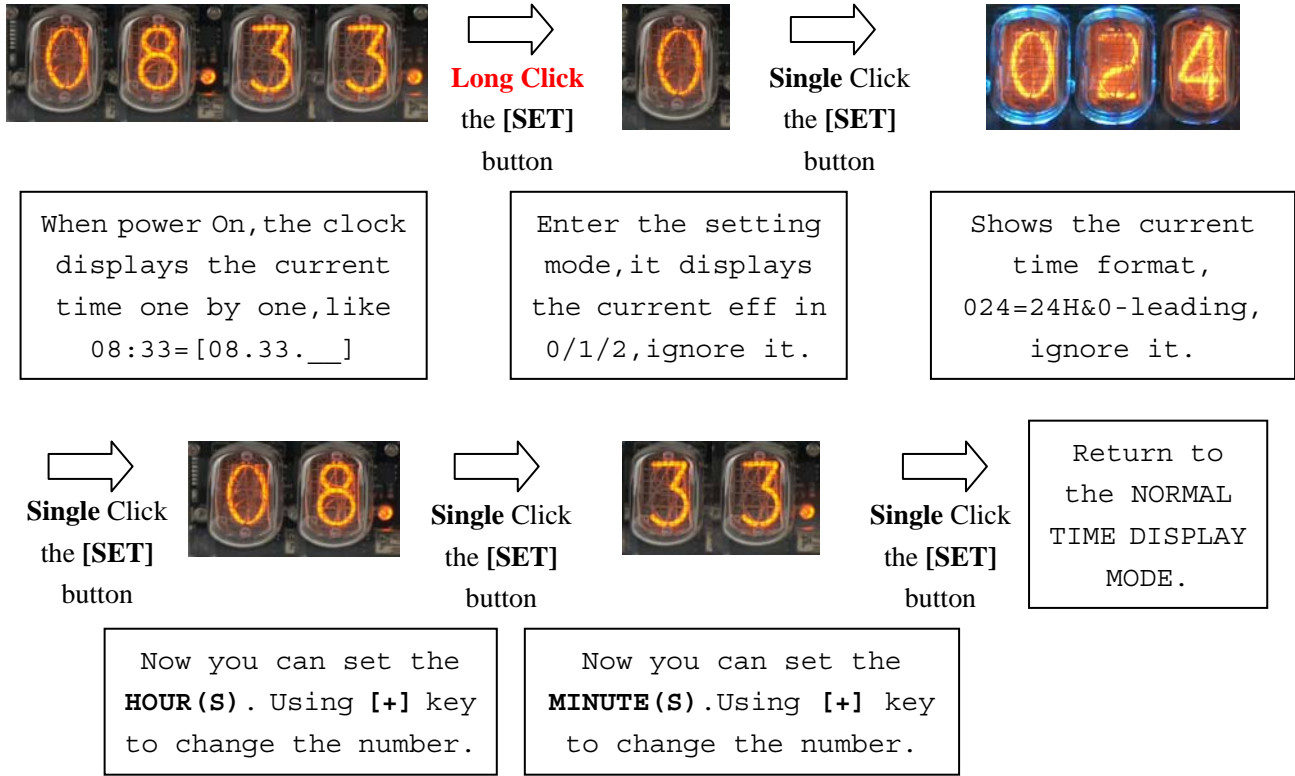 0833
Long Click
the [SET]
button
0
Single Click
the [SET]
button
024
When power On,the clock
displays the current
time one by one,like
08:33=[08.33.__]
Enter the setting
mode,it displays
the current eff in
0/1/2,ignore it.
Shows the current
time format,
024=24H&0-leading,
ignore it.
Single Click
the [SET]
button
08
Single Click
the [SET]
button
33
Single Click
the [SET]
button
Return to
the NORMAL
TIME DISPLAY
MODE.
Now you can set the
HOUR(S). Using [+] key
to change the number.
Now you can set the
MINUTE(S).Using [+] key
to change the number.